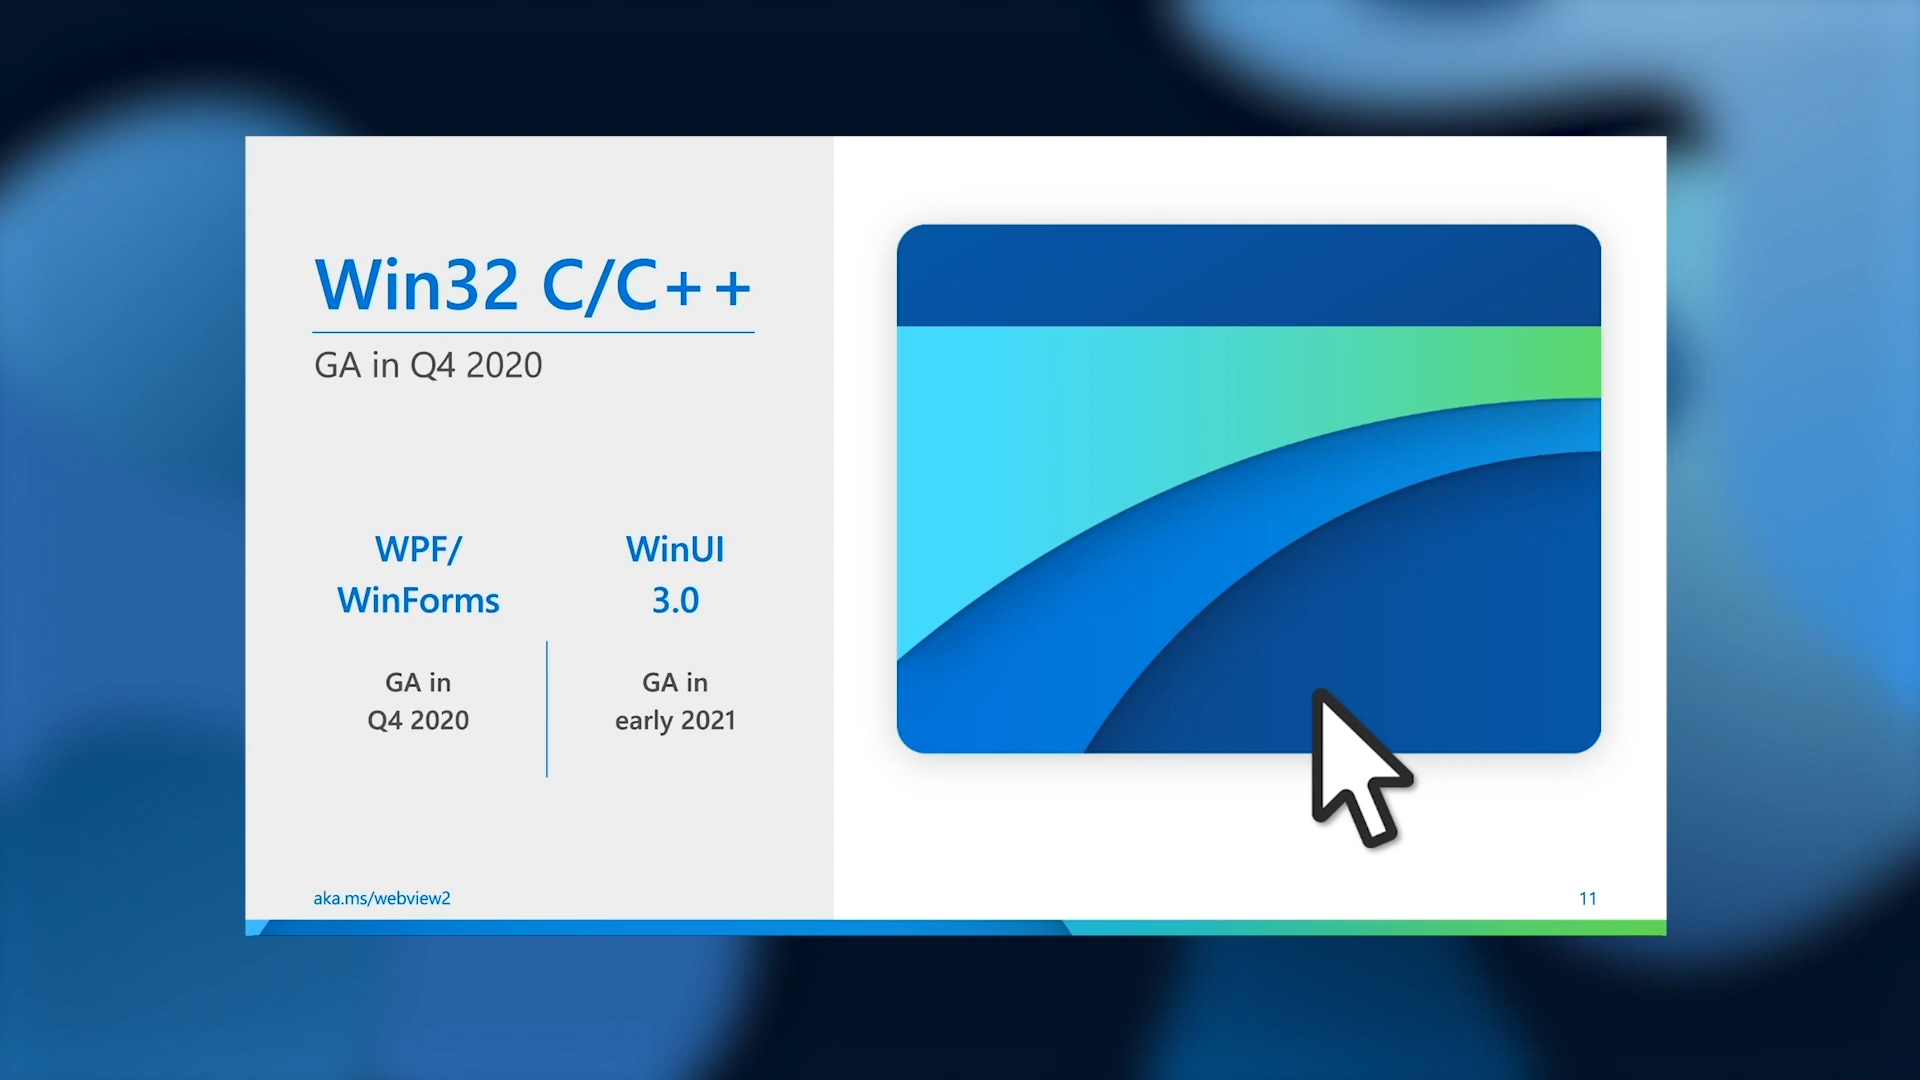 Win32 C/C++
GA in Q4 2020
WPF/
WinForms
GA in
Q4 2020
WinUI
3.0
GA in
early 2021
aka.ms/webview2
11